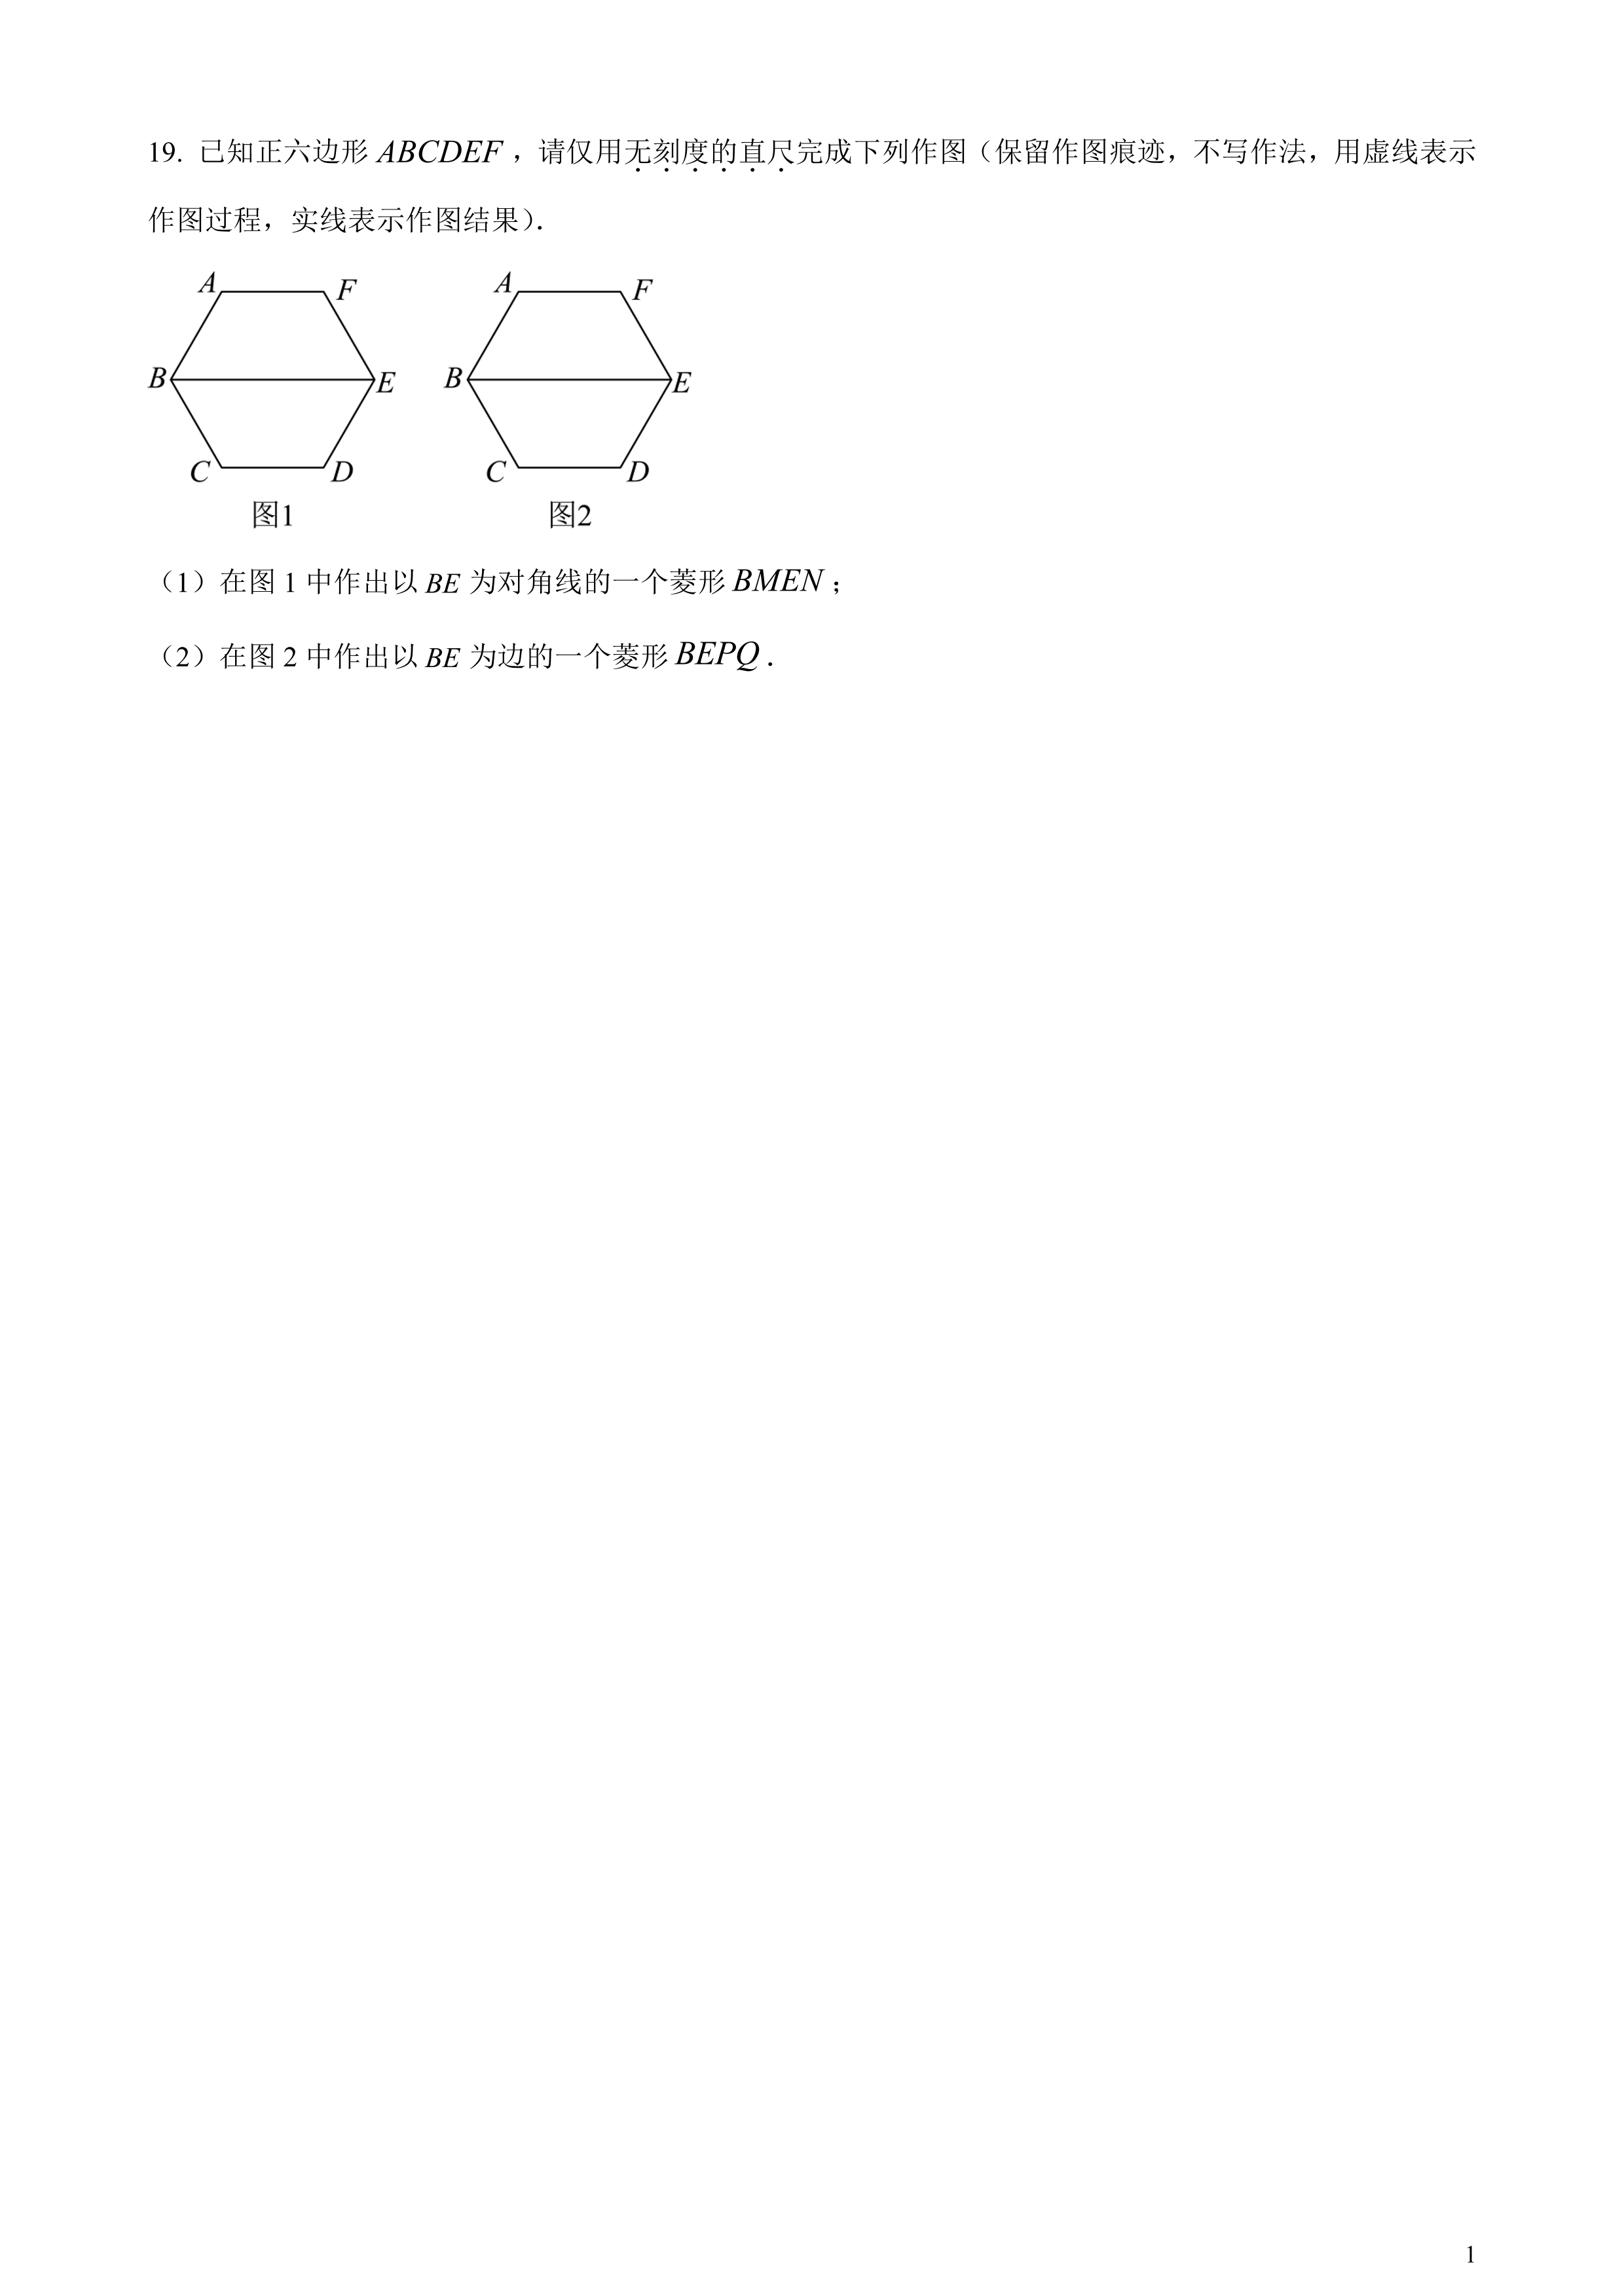 19. 已知正六边形 ABCDEF，请仅用无刻度的直尺完成下列作图（保留作图痕迹，不写作法，用虚线表示
作图过程，实线表示作图结果）.
A F A F
B E B E
C D C D
图1 图2
（1）在图 1 中作出以 BE 为对角线的一个菱形 BMEN；
（2）在图 2 中作出以 BE 为边的一个菱形 BEPQ.
1